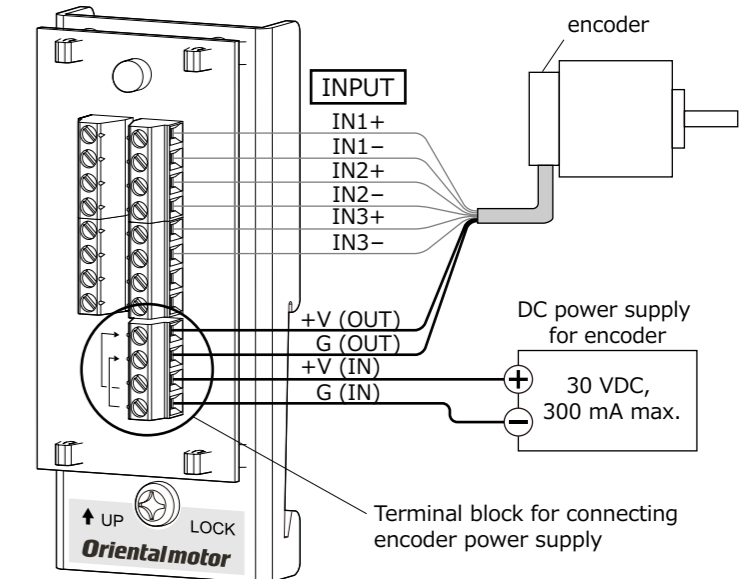 encoder
INPUT
IN1+
IN1−
IN2+
IN2−
IN3+
IN3−
+V (OUT)
G (OUT)
+V (IN)
G (IN)
DC power supply
for encoder
+
30 VDC,
300 mA max.
−
Terminal block for connecting
encoder power supply
UP
LOCK
Orientalmotor